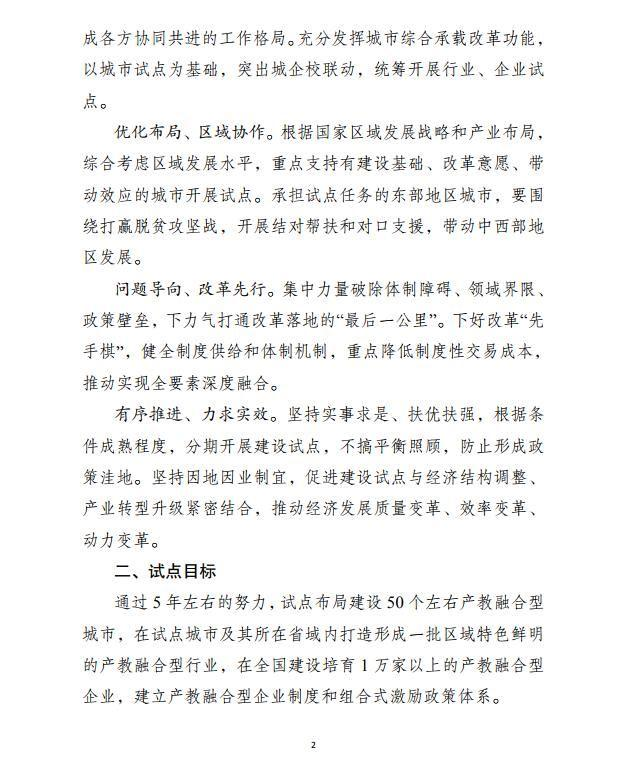 成各方协同共进的工作格局。充分发挥城市综合承载改革功能，
以城市试点为基础，突出城企校联动，统筹开展行业、企业试
点。
优化布局、区域协作。根据国家区域发展战略和产业布局，
综合考虑区域发展水平，重点支持有建设基础、改革意愿、带
动效应的城市开展试点。承担试点任务的东部地区城市，要围
绕打赢脱贫攻坚战，开展结对帮扶和对口支援，带动中西部地
区发展。
问题导向、改革先行。集中力量破除体制障碍、领域界限、
政策壁垒，下力气打通改革落地的“最后一公里”。下好改革“先
手棋”，健全制度供给和体制机制，重点降低制度性交易成本，
推动实现全要素深度融合。
有序推进、力求实效。坚持实事求是、扶优扶强，根据条
件成熟程度，分期开展建设试点，不搞平衡照顾，防止形成政
策洼地。坚持因地因业制宜，促进建设试点与经济结构调整、
产业转型升级紧密结合，推动经济发展质量变革、效率变革、
动力变革。
二、试点目标
通过 5 年左右的努力，试点布局建设 50 个左右产教融合型
城市，在试点城市及其所在省域内打造形成一批区域特色鲜明
的产教融合型行业，在全国建设培育 1 万家以上的产教融合型
企业，建立产教融合型企业制度和组合式激励政策体系。
2